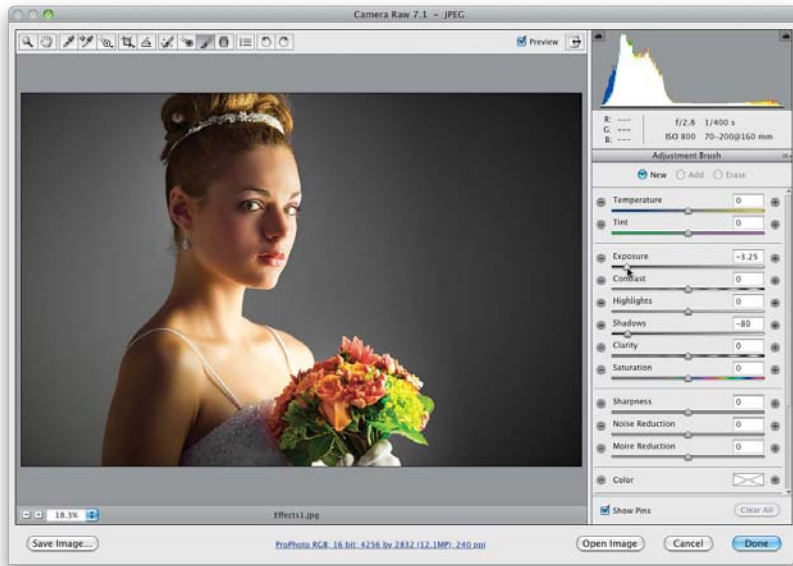 Camera Raw 7.1 – JPEG
Preview
R: ---
G: ---
B: ---
f/2.8 1/400 s
ISO 800 70-200@160 mm
Adjustment Brush
New Add Erase
Temperature 0
Tint 0
Exposure -3.25
Contrast 0
Highlights 0
Shadows -80
Clarity 0
Saturation 0
Sharpness 0
Noise Reduction 0
Moire Reduction 0
Color
Show Pins Clear All
18.3% Effects1.jpg
Save Image... ProPhoto RGB; 16 bit; 4256 by 2832 (12.1MP); 240 ppi Open Image Cancel Done